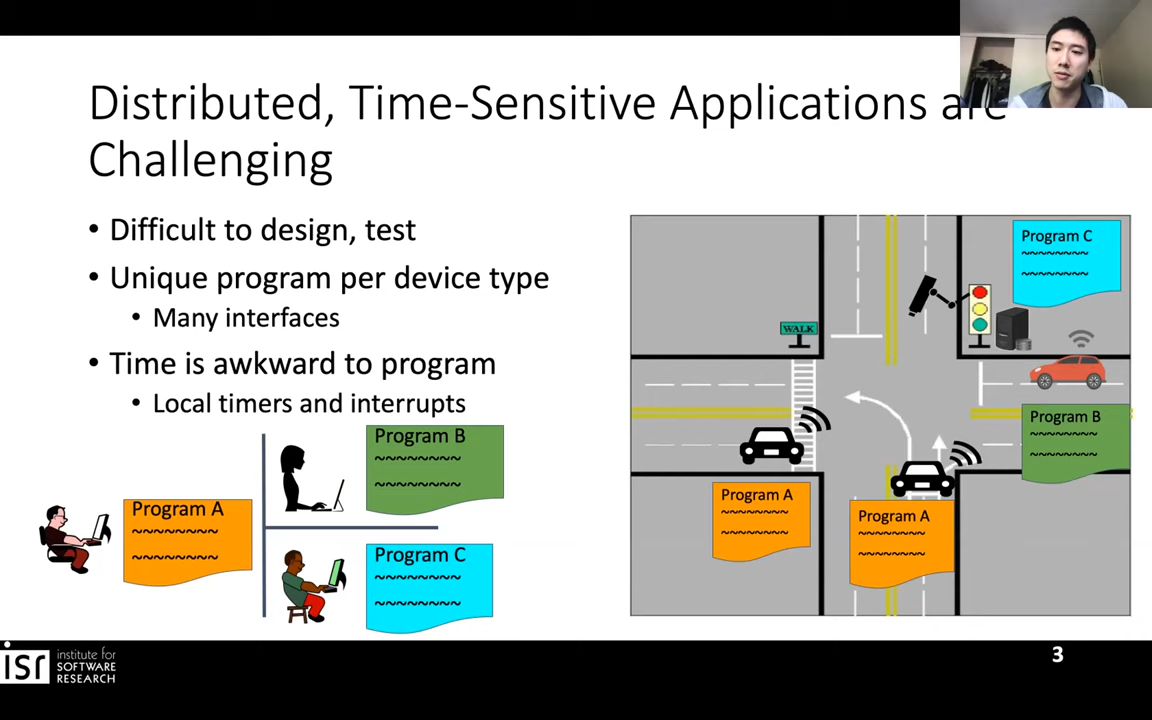 Distributed, Time-Sensitive Applications are
Challenging
• Difficult to design, test
• Unique program per device type
• Many interfaces
• Time is awkward to program
• Local timers and interrupts
Program A
~~~~~~~~
~~~~~~~~
Program B
~~~~~~~~
~~~~~~~~
Program C
~~~~~~~~
~~~~~~~~
Program C
~~~~~~~~
~~~~~~~~
WALK
Program B
~~~~~~~~
~~~~~~~~
Program A
~~~~~~~~
~~~~~~~~
Program A
~~~~~~~~
~~~~~~~~
isr institute for
SOFTWARE
RESEARCH
3